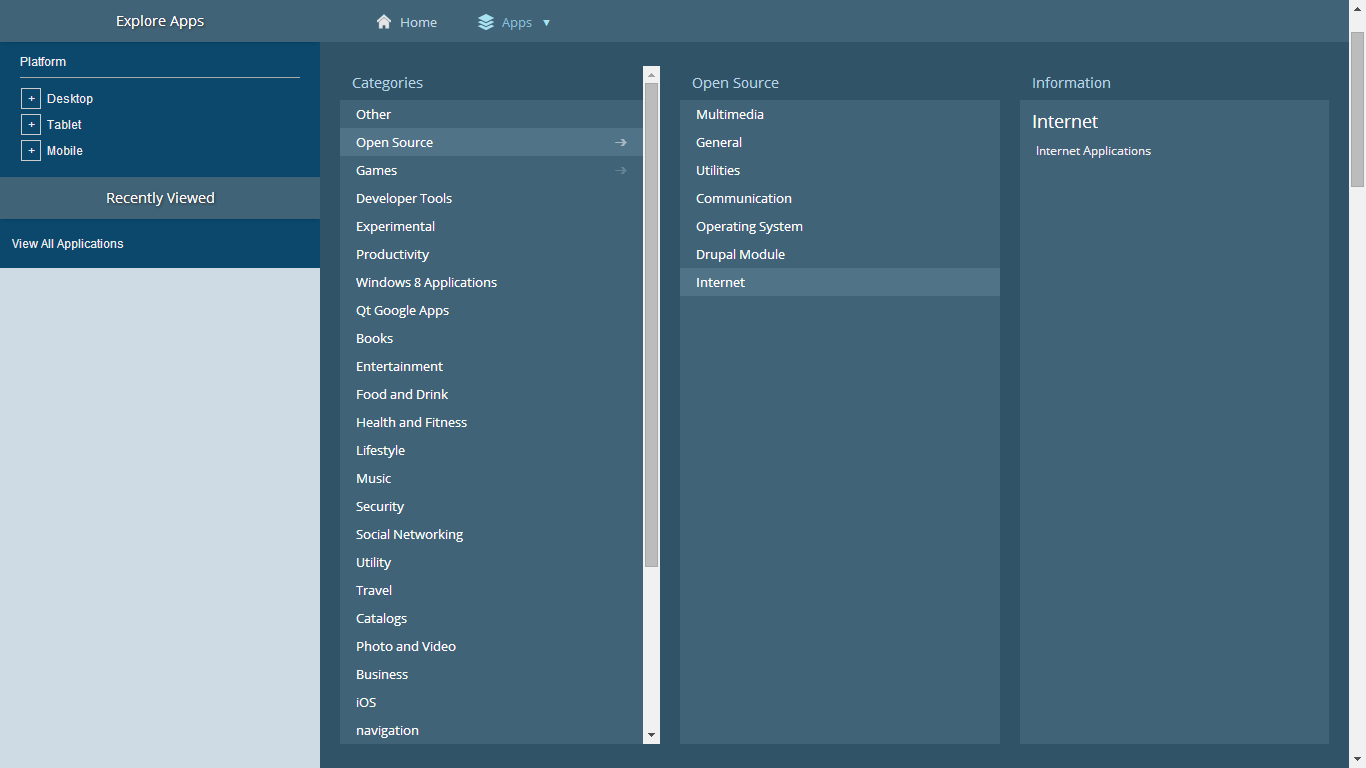 Explore Apps
Home
Apps ▼
Platform
+ Desktop
+ Tablet
+ Mobile
Recently Viewed
View All Applications
Categories
Other
Open Source
Games
Developer Tools
Experimental
Productivity
Windows 8 Applications
Qt Google Apps
Books
Entertainment
Food and Drink
Health and Fitness
Lifestyle
Music
Security
Social Networking
Utility
Travel
Catalogs
Photo and Video
Business
iOS
navigation
Open Source
Multimedia
General
Utilities
Communication
Operating System
Drupal Module
Internet
Information
Internet
Internet Applications